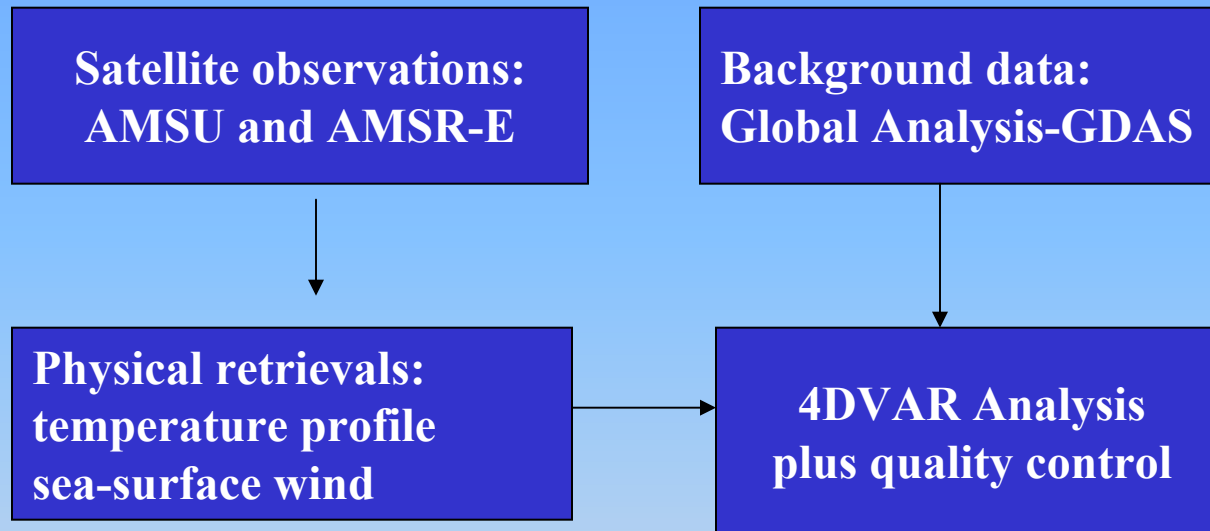 Satellite observations:
AMSU and AMSR-E
Background data:
Global Analysis-GDAS
Physical retrievals:
temperature profile
sea-surface wind
4DVAR Analysis
plus quality control